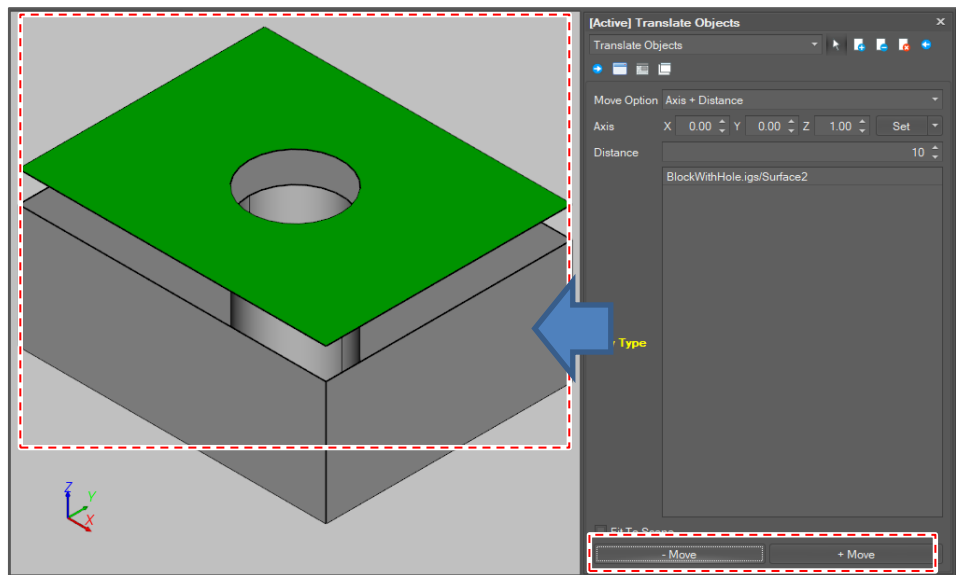 [Active] Translate Objects
Translate Objects
Move Option Axis + Distance
Axis X 0.00 Y 0.00 Z 1.00 Set
Distance 10
BlockWithHole.igs/Surface2
Type
Fit To
- Move + Move
Z
Y
X